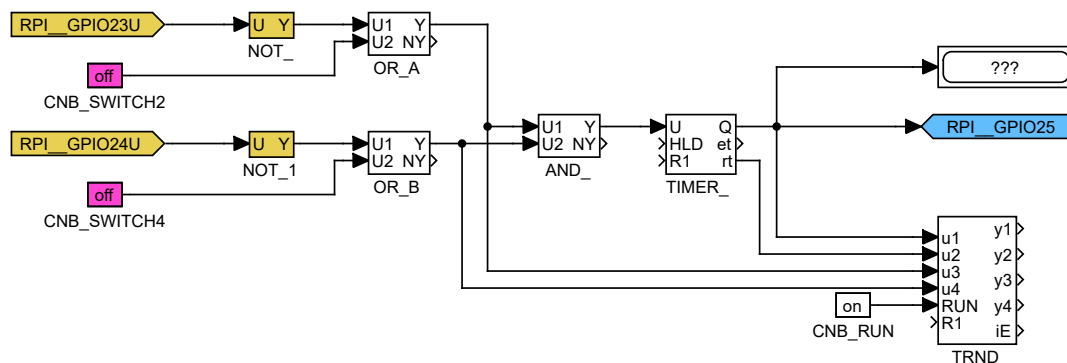 RPI__GPIO23U
U Y
NOT_
U1 Y
U2 NY
OR_A
off
CNB_SWITCH2
???
RPI__GPIO24U
U Y
NOT_1
U1 Y
U2 NY
OR_B
off
CNB_SWITCH4
U1 Y
U2 NY
AND_
U Q
HLD et
R1 rt
TIMER_
RPI__GPIO25
u1 y1
u2 y2
u3 y3
u4 y4
RUN
R1 iE
TRND
on
CNB_RUN